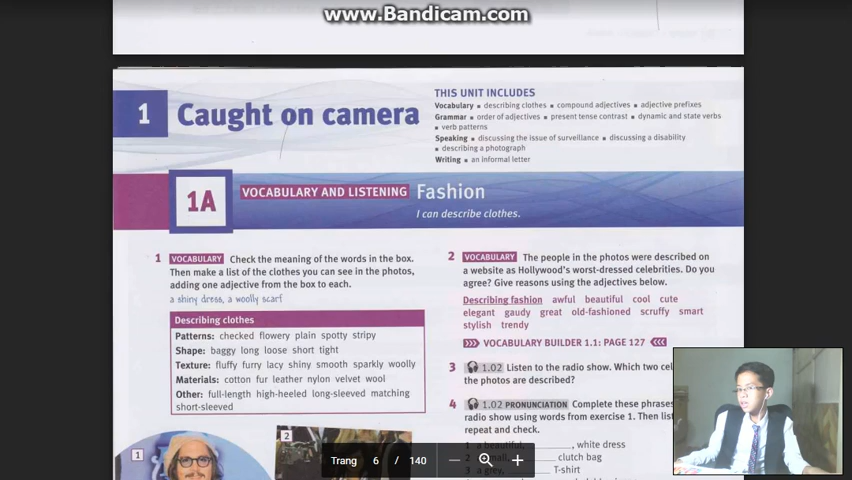 www.Bandicam.com
1 Caught on camera
THIS UNIT INCLUDES
Vocabulary ▪ describing clothes ▪ compound adjectives ▪ adjective prefixes
Grammar ▪ order of adjectives ▪ present tense contrast ▪ dynamic and state verbs
▪ verb patterns
Speaking ▪ discussing the issue of surveillance ▪ discussing a disability
▪ describing a photograph
Writing ▪ an informal letter
1A VOCABULARY AND LISTENING Fashion
I can describe clothes.
1 VOCABULARY Check the meaning of the words in the box.
Then make a list of the clothes you can see in the photos,
adding one adjective from the box to each.
a shiny dress, a woolly scarf
Describing clothes
Patterns: checked flowery plain spotty stripy
Shape: baggy long loose short tight
Texture: fluffy furry lacy shiny smooth sparkly woolly
Materials: cotton fur leather nylon velvet wool
Other: full-length high-heeled long-sleeved matching
short-sleeved
1
2
2 VOCABULARY The people in the photos were described on
a website as Hollywood's worst-dressed celebrities. Do you
agree? Give reasons using the adjectives below.
Describing fashion awful beautiful cool cute
elegant gaudy great old-fashioned scruffy smart
stylish trendy
VOCABULARY BUILDER 1.1: PAGE 127
3 1.02 Listen to the radio show. Which two cel
the photos are described?
4 1.02 PRONUNCIATION Complete these phrases
radio show using words from exercise 1. Then list
repeat and check.
1 a beautiful, ________, white dress
clutch bag
3 a grey, ________ T-shirt
Trang 6 / 140